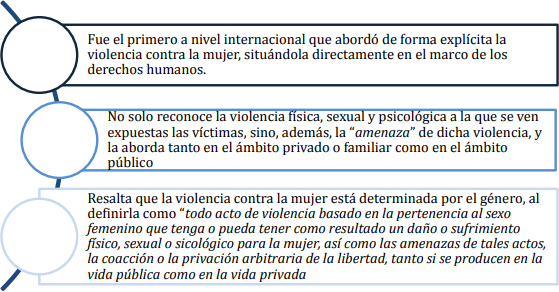 Fue el primero a nivel internacional que abordó de forma explícita la
violencia contra la mujer, situándola directamente en el marco de los
derechos humanos.
No solo reconoce la violencia física, sexual y psicológica a la que se ven
expuestas las víctimas, sino, además, la “amenaza” de dicha violencia, y
la aborda tanto en el ámbito privado o familiar como en el ámbito
público
Resalta que la violencia contra la mujer está determinada por el género, al
definirla como “todo acto de violencia basado en la pertenencia al sexo
femenino que tenga o pueda tener como resultado un daño o sufrimiento
físico, sexual o sicológico para la mujer, así como las amenazas de tales actos,
la coacción o la privación arbitraria de la libertad, tanto si se producen en la
vida pública como en la vida privada